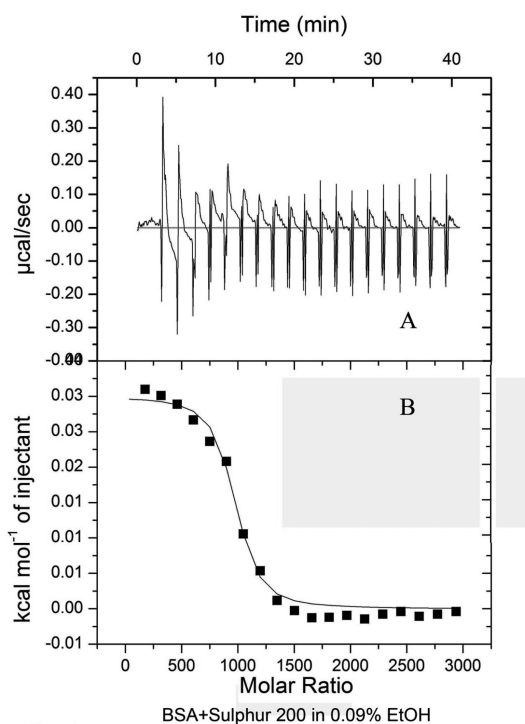 Time (min)
0 10 20 30 40
0.40
0.30
0.20
0.10
0.00
-0.10
-0.20
-0.30
A
µcal/sec
B
0.03
0.03
0.02
0.01
0.01
0.01
0.00
-0.01
kcal mol⁻¹ of injectant
0 500 1000 1500 2000 2500 3000
Molar Ratio
BSA+Sulphur 200 in 0.09% EtOH